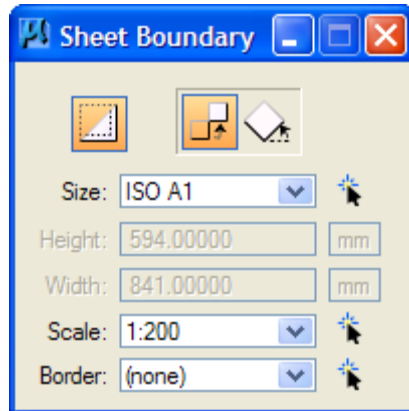 Sheet Boundary
Size: ISO A1
Height: 594.00000 mm
Width: 841.00000 mm
Scale: 1:200
Border: (none)